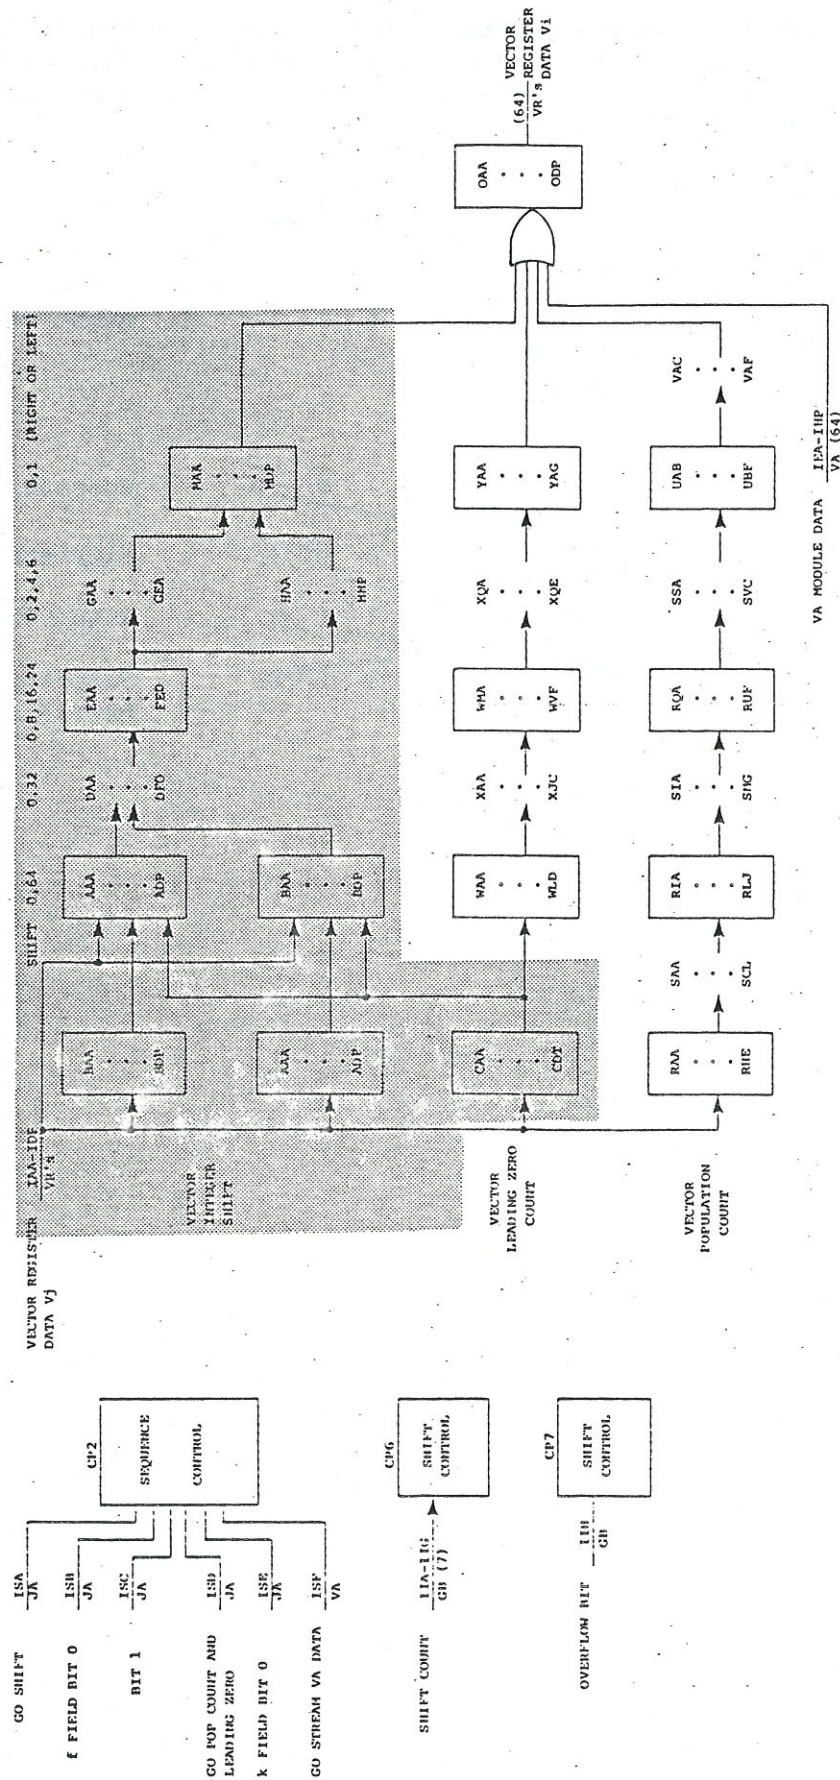 GO SHIFT
ISA
JA
f FIELD BIT 0
ISB
JA
BIT 1
ISC
JA
GO POP COUNT AND
LEADING ZERO
ISD
JA
k FIELD BIT 0
ISE
JA
GO STREAM VA DATA
ISF
VA
CP2
SEQUENCE
CONTROL
SHIFT COUNT
IIA-IIG
GB (7)
CP6
SHIFT
CONTROL
OVERFLOW BIT
IIH
GB
CP7
SHIFT
CONTROL
VECTOR REGISTER
DATA Vj
IAA-IDP
VR's
SHIFT 0,64 0,32 0,8,16,24 0,2,4,6 0,1 (RIGHT OR LEFT)
VECTOR
INTEGER
SHIFT
BAA
BDP
AAA
ADP
DAA
DFO
EAA
FEO
GAA
GEA
MAA
MDP
AAA
ADP
BAA
BDP
HAA
HHP
VECTOR
LEADING ZERO
COUNT
CAA
CDT
WAA
WLD
XAA
XJC
WMA
WVF
XQA
XQE
YAA
YAG
VECTOR
POPULATION
COUNT
RAA
RHE
SAA
SCL
RIA
RLJ
SIA
SMG
RQA
RUF
SSA
SVC
UAB
UBF
VAC
VAF
VA MODULE DATA
IEA-IHP
VA (64)
OAA
ODP
(64)
VR's
VECTOR
REGISTER
DATA Vi